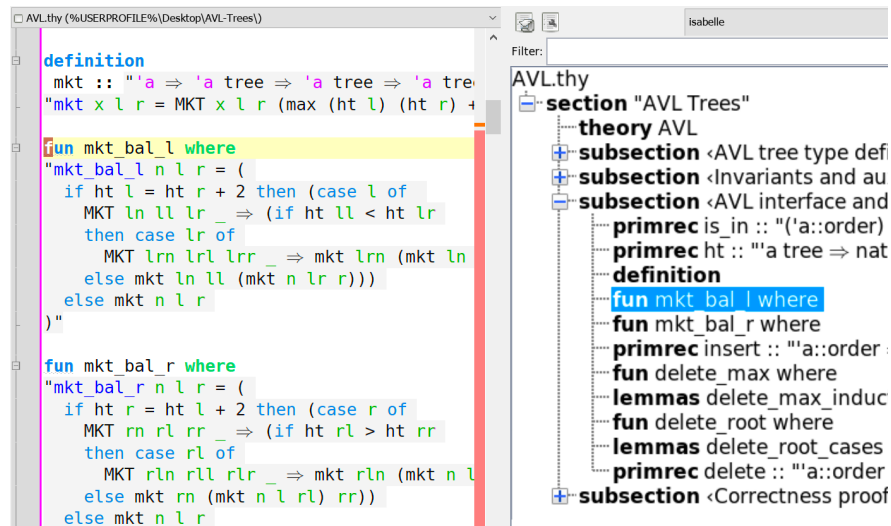 AVL.thy (%USERPROFILE%\Desktop\AVL-Trees\)
definition
mkt :: "'a ⇒ 'a tree ⇒ 'a tree ⇒ 'a tre
"mkt x l r = MKT x l r (max (ht l) (ht r) +
fun mkt_bal_l where
"mkt_bal_l n l r = (
if ht l = ht r + 2 then (case l of
MKT ln ll lr _ ⇒ (if ht ll < ht lr
then case lr of
MKT lrn lrl lrr _ ⇒ mkt lrn (mkt ln
else mkt ln ll (mkt n lr r)))
else mkt n l r
)"
fun mkt_bal_r where
"mkt_bal_r n l r = (
if ht r = ht l + 2 then (case r of
MKT rn rl rr _ ⇒ (if ht rl > ht rr
then case rl of
MKT rln rll rlr _ ⇒ mkt rln (mkt n l
else mkt rn (mkt n l rl) rr))
else mkt n l r
isabelle
Filter:
AVL.thy
section "AVL Trees"
theory AVL
subsection ‹AVL tree type defi
subsection ‹Invariants and au
subsection ‹AVL interface and
primrec is_in :: "('a::order)
primrec ht :: "'a tree ⇒ nat
definition
fun mkt_bal_l where
fun mkt_bal_r where
primrec insert :: "'a::order =
fun delete_max where
lemmas delete_max_induct
fun delete_root where
lemmas delete_root_cases
primrec delete :: "'a::order
subsection ‹Correctness proof